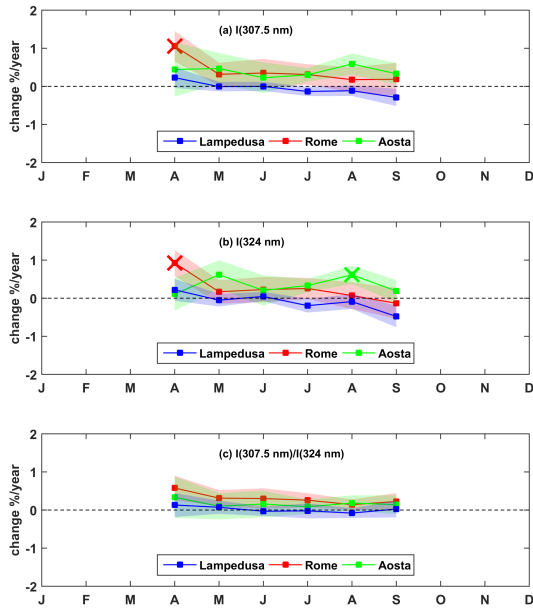 2
(a) I(307.5 nm)
1
0
-1
change %/year
Lampedusa Rome Aosta
-2
J F M A M J J A S O N D
2
(b) I(324 nm)
1
0
-1
change %/year
Lampedusa Rome Aosta
-2
J F M A M J J A S O N D
2
(c) I(307.5 nm)/I(324 nm)
1
0
-1
change %/year
Lampedusa Rome Aosta
-2
J F M A M J J A S O N D